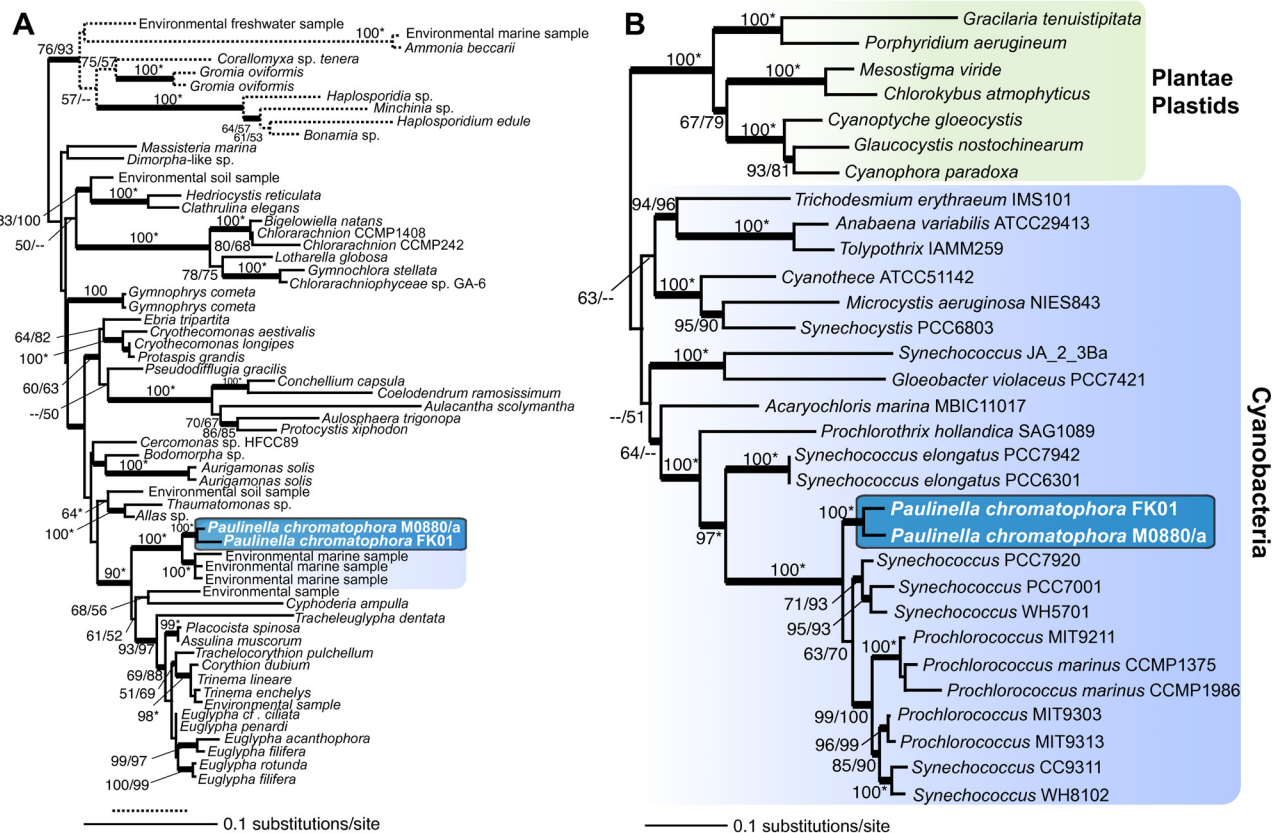 A
Environmental freshwater sample
100*
Environmental marine sample
Ammonia beccarii
76/93
75/57
Corallomyxa sp. tenera
100*
Gromia oviformis
Gromia oviformis
57/--
100*
Haplosporidia sp.
Minchinia sp.
Haplosporidium edule
64/57
61/53
Bonamia sp.
Massisteria marina
Dimorpha-like sp.
Environmental soil sample
100*
Hedriocystis reticulata
Clathrulina elegans
33/100
50/--
100*
100*
Bigelowiella natans
Chlorarachnion CCMP1408
80/68
Chlorarachnion CCMP242
Lotharella globosa
78/75
100*
Gymnochlora stellata
Chlorarachniophyceae sp. GA-6
100
Gymnophrys cometa
Gymnophrys cometa
Ebria tripartita
64/82
Cryothecomonas aestivalis
Cryothecomonas longipes
100*
Protaspis grandis
Pseudodifflugia gracilis
60/63
100*
Conchellium capsula
Coelodendrum ramosissimum
100*
--/50
Aulacantha scolymantha
70/67
Aulosphaera trigonopa
86/85
Protocystis xiphodon
Cercomonas sp. HFCC89
Bodomorpha sp.
100*
Aurigamonas solis
Aurigamonas solis
Environmental soil sample
64*
Thaumatomonas sp.
Allas sp.
100*
100*
Paulinella chromatophora M0880/a
Paulinella chromatophora FK01
100*
Environmental marine sample
100*
Environmental marine sample
Environmental marine sample
90*
Environmental sample
68/56
Cyphoderia ampulla
Tracheleuglypha dentata
61/52
99*
Placocista spinosa
Assulina muscorum
93/97
Trachelocorythion pulchellum
Corythion dubium
69/88
Trinema lineare
51/69
Trinema enchelys
Environmental sample
98*
Euglypha cf . ciliata
Euglypha penardi
Euglypha acanthophora
99/97
Euglypha filifera
Euglypha rotunda
100/99
Euglypha filifera
0.1 substitutions/site
B
100*
Gracilaria tenuistipitata
Porphyridium aerugineum
100*
100*
Mesostigma viride
Chlorokybus atmophyticus
67/79
100*
Cyanoptyche gloeocystis
Glaucocystis nostochinearum
93/81
Cyanophora paradoxa
Plantae
Plastids
94/96
Trichodesmium erythraeum IMS101
100*
Anabaena variabilis ATCC29413
Tolypothrix IAMM259
63/--
100*
Cyanothece ATCC51142
Microcystis aeruginosa NIES843
95/90
Synechocystis PCC6803
100*
Synechococcus JA_2_3Ba
Gloeobacter violaceus PCC7421
--/51
Acaryochloris marina MBIC11017
64/--
Prochlorothrix hollandica SAG1089
100*
100*
Synechococcus elongatus PCC7942
Synechococcus elongatus PCC6301
97*
100*
Paulinella chromatophora FK01
Paulinella chromatophora M0880/a
100*
Synechococcus PCC7920
71/93
Synechococcus PCC7001
95/93
Synechococcus WH5701
63/70
100*
Prochlorococcus MIT9211
Prochlorococcus marinus CCMP1375
Prochlorococcus marinus CCMP1986
99/100
Prochlorococcus MIT9303
96/99
Prochlorococcus MIT9313
85/90
Synechococcus CC9311
100*
Synechococcus WH8102
Cyanobacteria
0.1 substitutions/site